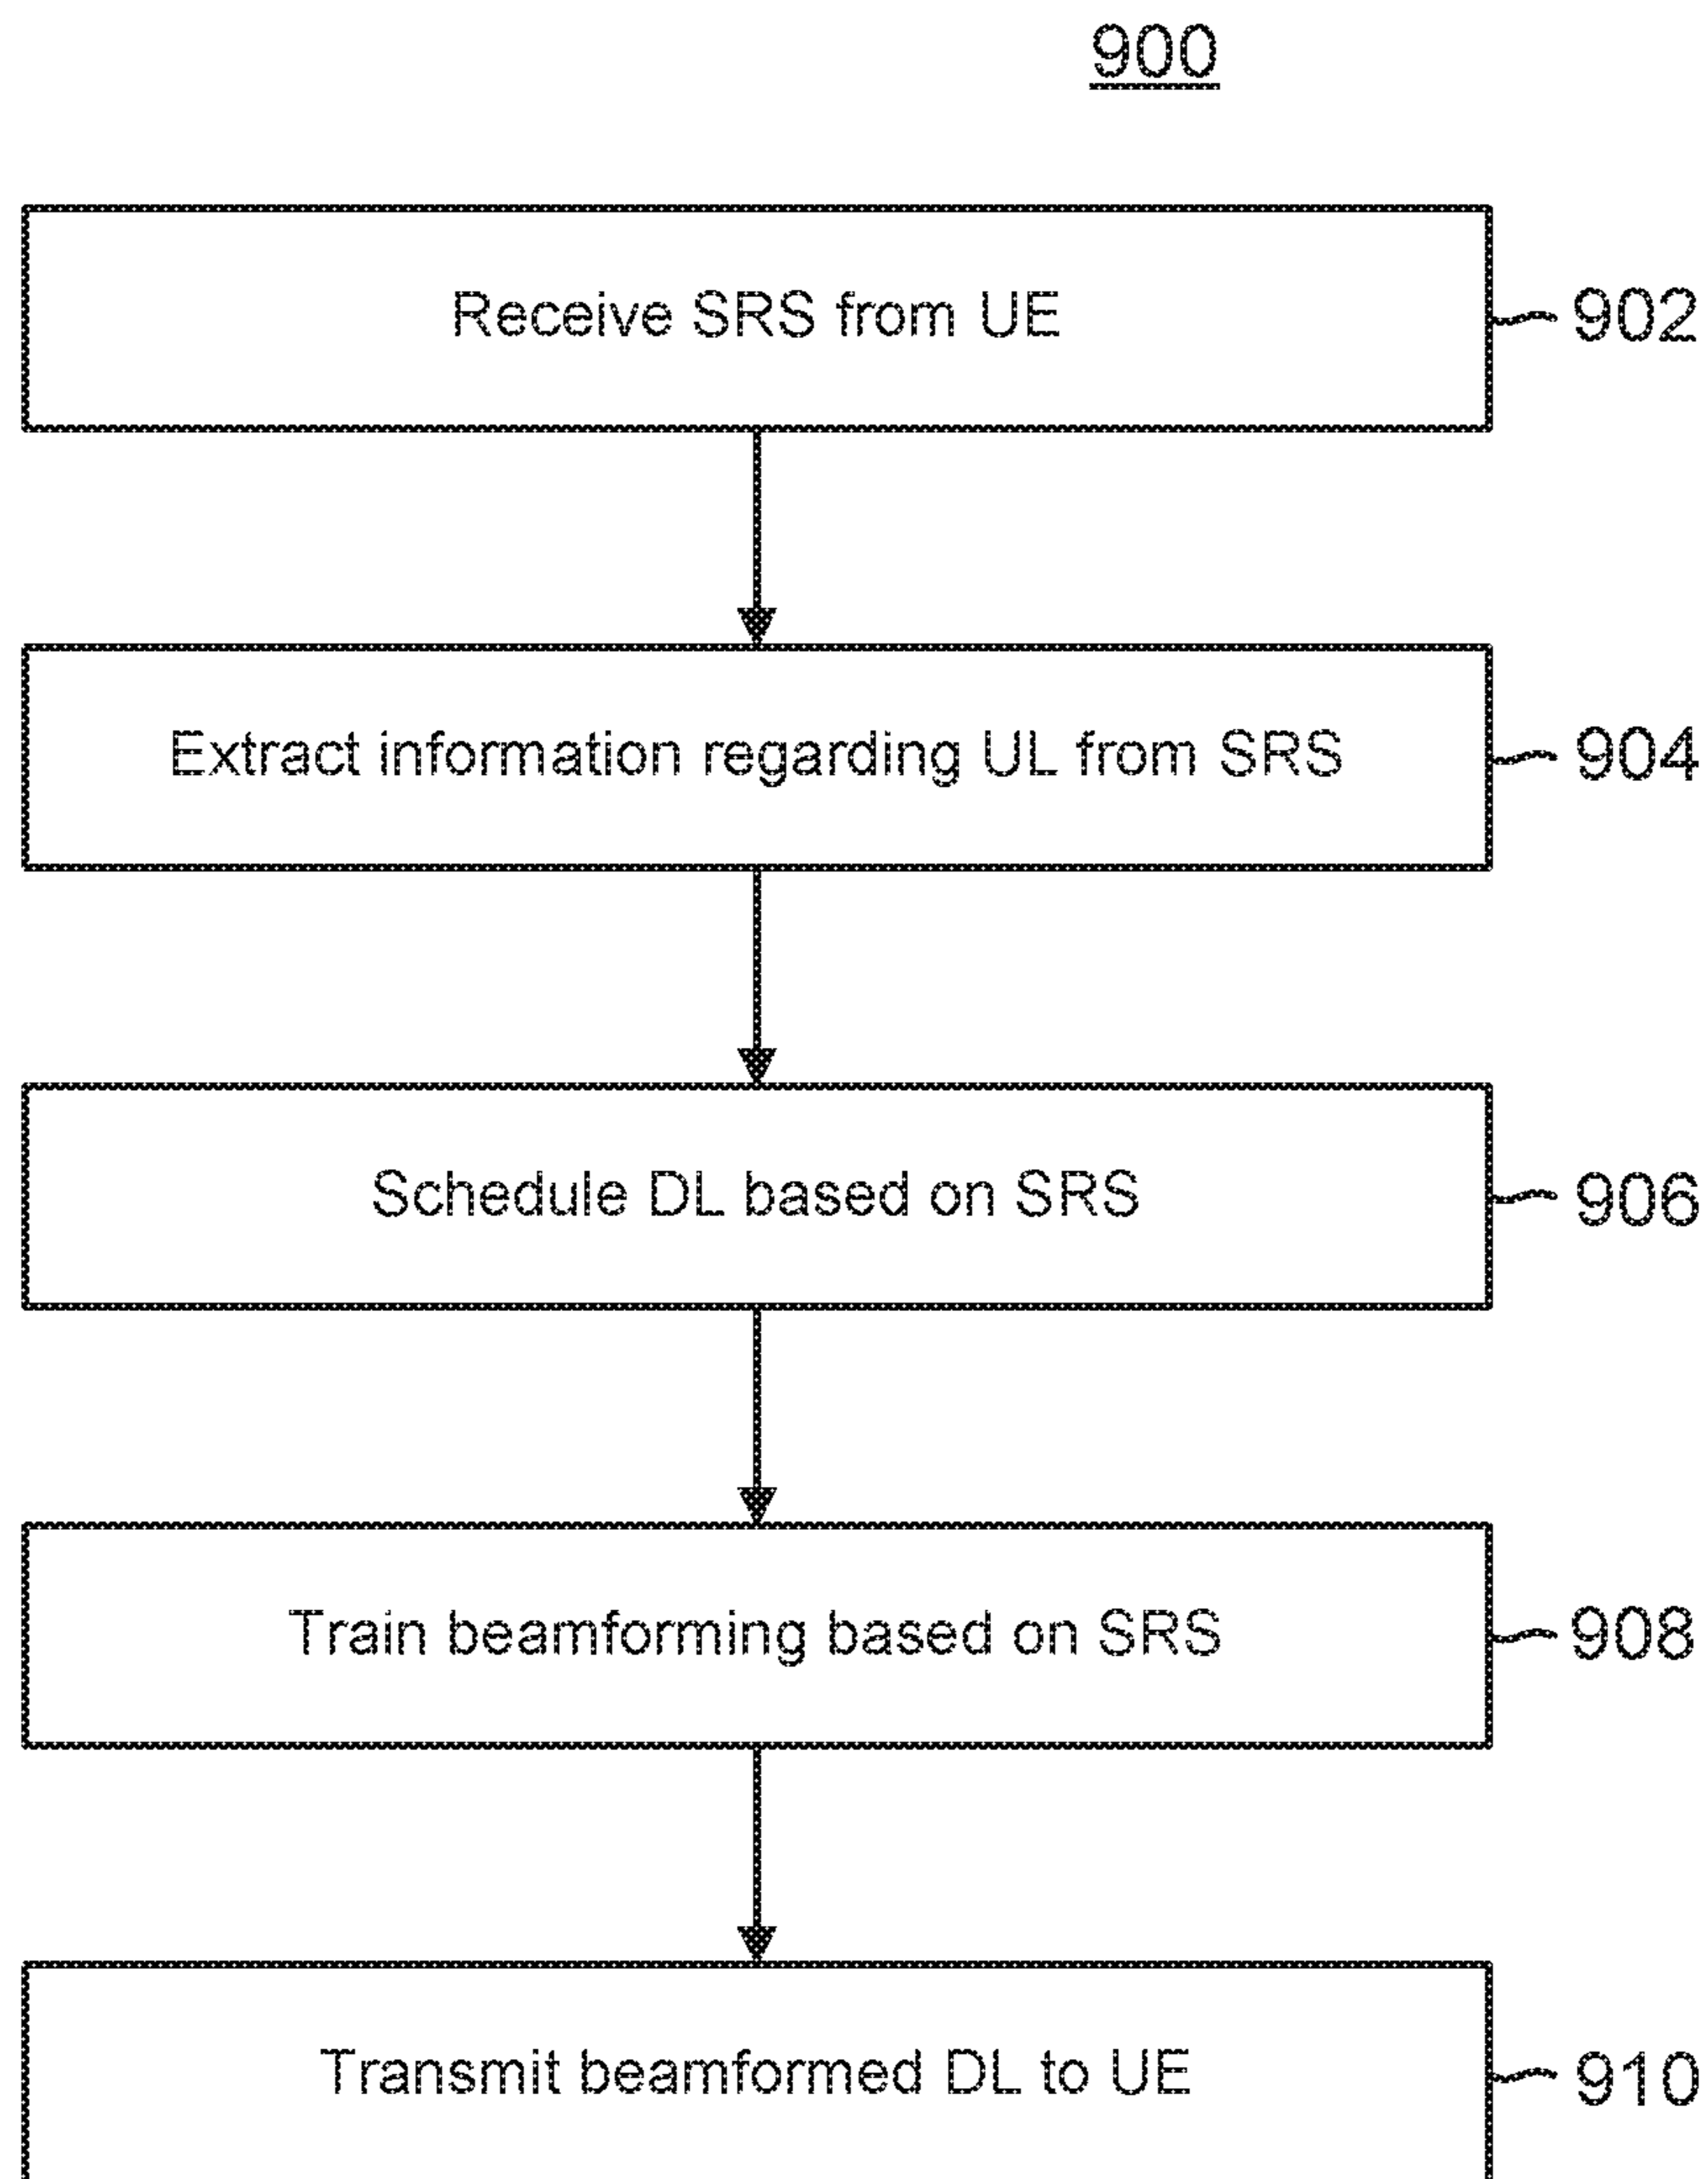 900
Receive SRS from UE
902
Extract information regarding UL from SRS
904
Schedule DL based on SRS
906
Train beamforming based on SRS
908
Transmit beamformed DL to UE
910